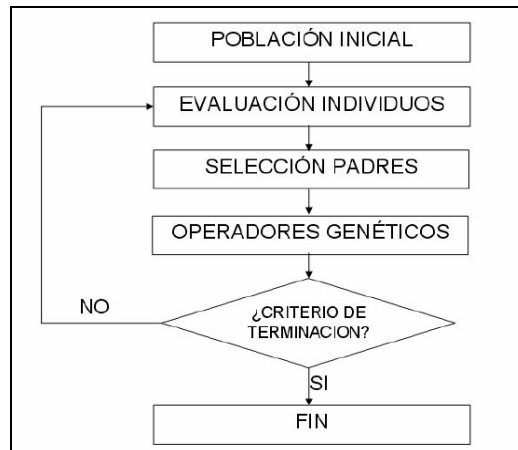 POBLACIÓN INICIAL
EVALUACIÓN INDIVIDUOS
SELECCIÓN PADRES
OPERADORES GENÉTICOS
¿CRITERIO DE
TERMINACION?
NO
SI
FIN